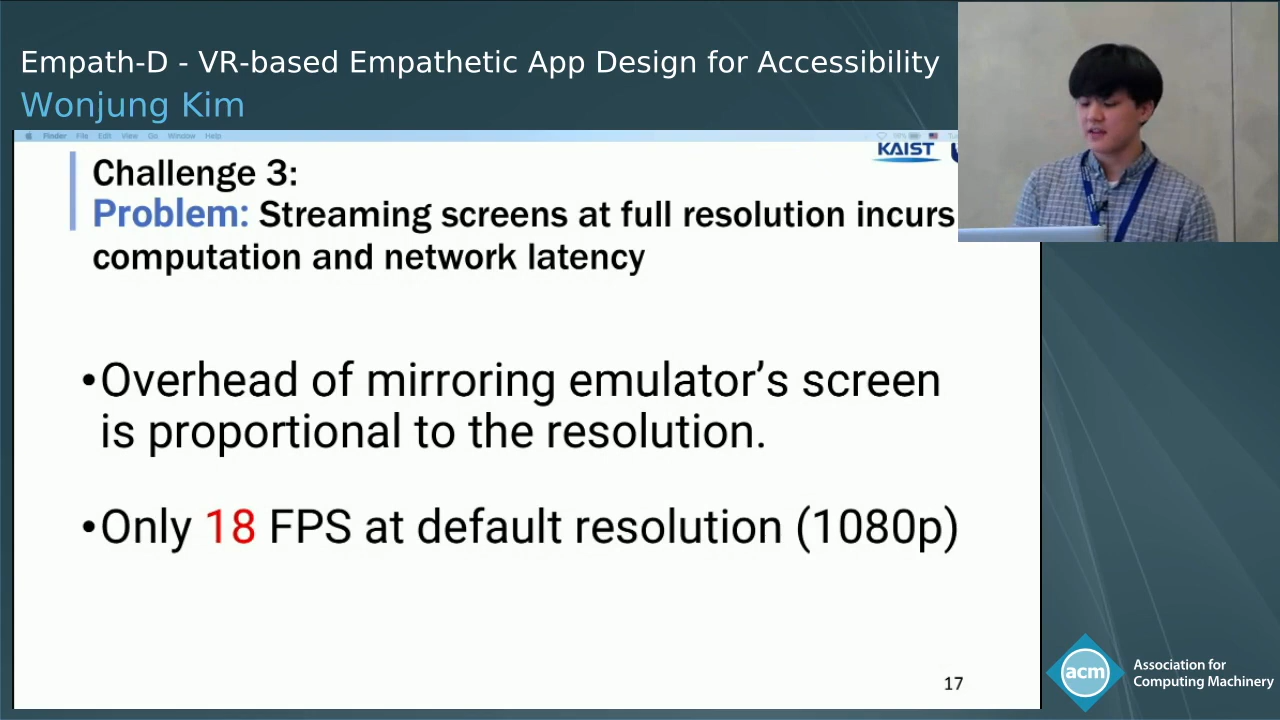 Empath-D - VR-based Empathetic App Design for Accessibility
Wonjung Kim
Finder File Edit View Go Window Help
KAIST
Challenge 3:
Problem: Streaming screens at full resolution incurs
computation and network latency
•Overhead of mirroring emulator’s screen
is proportional to the resolution.
•Only 18 FPS at default resolution (1080p)
17
acm
Association for
Computing Machinery